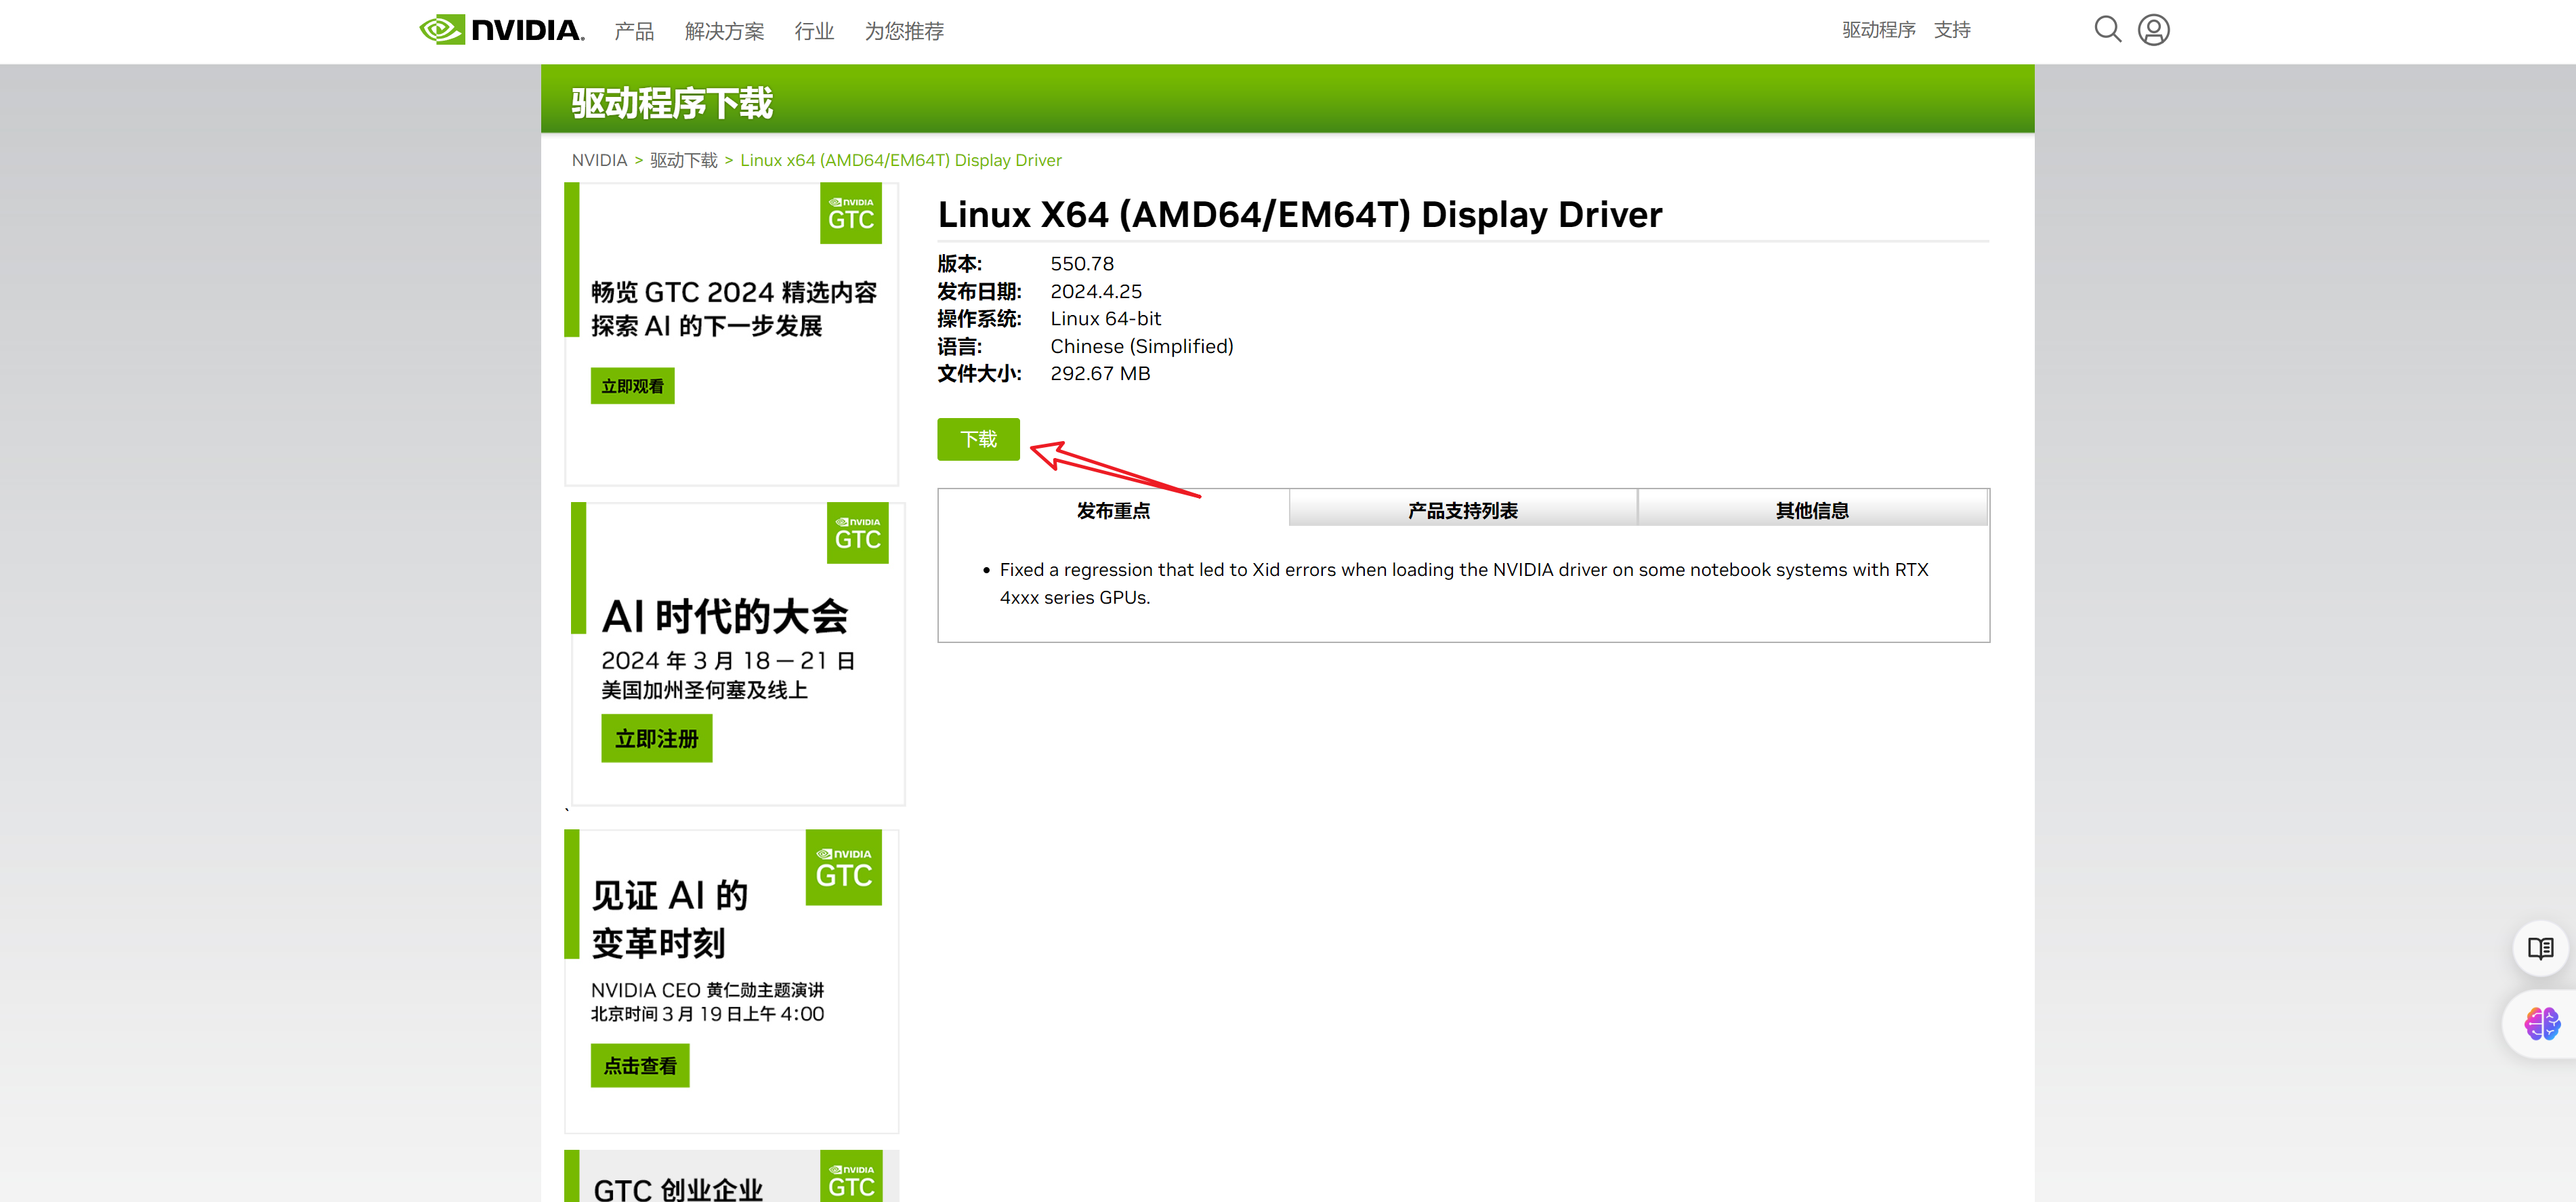 NVIDIA.
产品
解决方案
行业
为您推荐
驱动程序
支持
驱动程序下载
NVIDIA > 驱动下载 > Linux x64 (AMD64/EM64T) Display Driver
NVIDIA
GTC
畅览 GTC 2024 精选内容
探索 AI 的下一步发展
立即观看
NVIDIA
GTC
AI 时代的大会
2024 年 3 月 18 — 21 日
美国加州圣何塞及线上
立即注册
`
NVIDIA
GTC
见证 AI 的
变革时刻
NVIDIA CEO 黄仁勋主题演讲
北京时间 3 月 19 日上午 4:00
点击查看
NVIDIA
GTC
GTC 创业企业
Linux X64 (AMD64/EM64T) Display Driver
版本: 550.78
发布日期: 2024.4.25
操作系统: Linux 64-bit
语言: Chinese (Simplified)
文件大小: 292.67 MB
下载
发布重点
产品支持列表
其他信息
• Fixed a regression that led to Xid errors when loading the NVIDIA driver on some notebook systems with RTX
4xxx series GPUs.